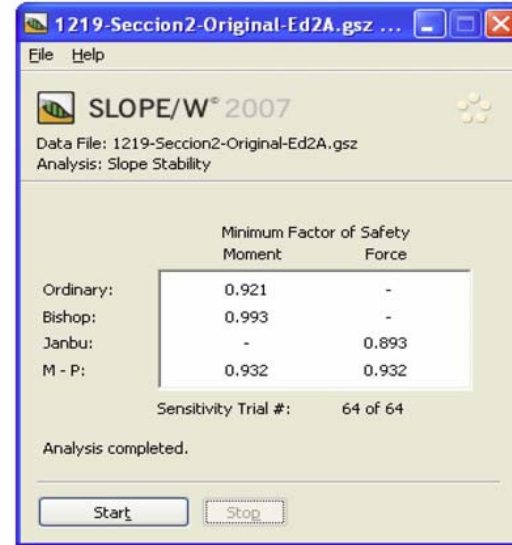 1219-Seccion2-Original-Ed2A.gsz ...
File Help
SLOPE/W® 2007
Data File: 1219-Seccion2-Original-Ed2A.gsz
Analysis: Slope Stability
Minimum Factor of Safety
Moment Force
Ordinary: 0.921 -
Bishop: 0.993 -
Janbu: - 0.893
M - P: 0.932 0.932
Sensitivity Trial #: 64 of 64
Analysis completed.
Start Stop